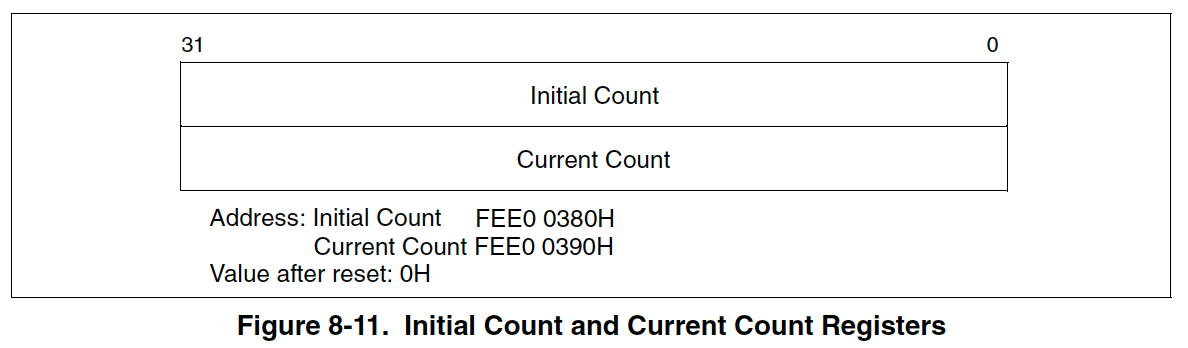 31 0
Initial Count
Current Count
Address: Initial Count FEE0 0380H
Current Count FEE0 0390H
Value after reset: 0H
Figure 8-11. Initial Count and Current Count Registers